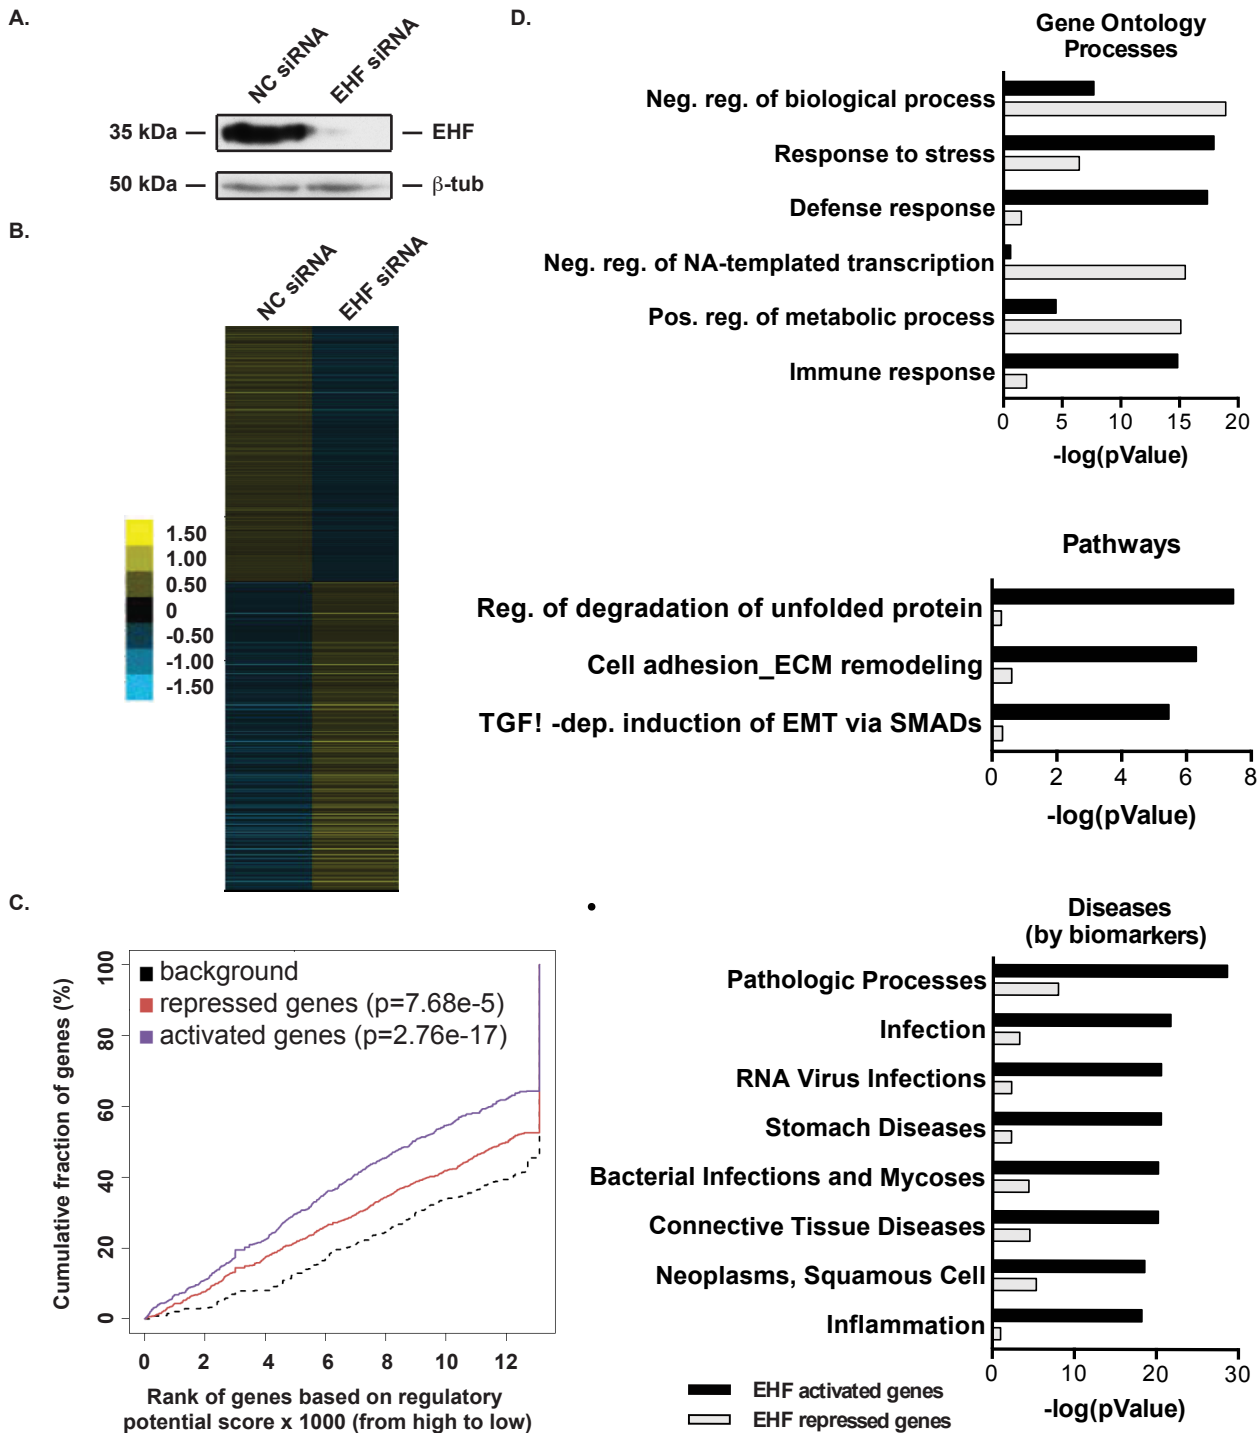 A.
NC siRNA
EHF siRNA
35 kDa
EHF
50 kDa
β-tub
B.
NC siRNA
EHF siRNA
1.50
1.00
0.50
0
-0.50
-1.00
-1.50
C.
background
repressed genes (p=7.68e-5)
activated genes (p=2.76e-17)
Cumulative fraction of genes (%)
100
80
60
40
20
0
0 2 4 6 8 10 12
Rank of genes based on regulatory
potential score x 1000 (from high to low)
D.
Gene Ontology
Processes
Neg. reg. of biological process
Response to stress
Defense response
Neg. reg. of NA-templated transcription
Pos. reg. of metabolic process
Immune response
0 5 10 15 20
-log(pValue)
Pathways
Reg. of degradation of unfolded protein
Cell adhesion_ECM remodeling
TGF! -dep. induction of EMT via SMADs
0 2 4 6 8
-log(pValue)
Diseases
(by biomarkers)
Pathologic Processes
Infection
RNA Virus Infections
Stomach Diseases
Bacterial Infections and Mycoses
Connective Tissue Diseases
Neoplasms, Squamous Cell
Inflammation
0 10 20 30
-log(pValue)
EHF activated genes
EHF repressed genes